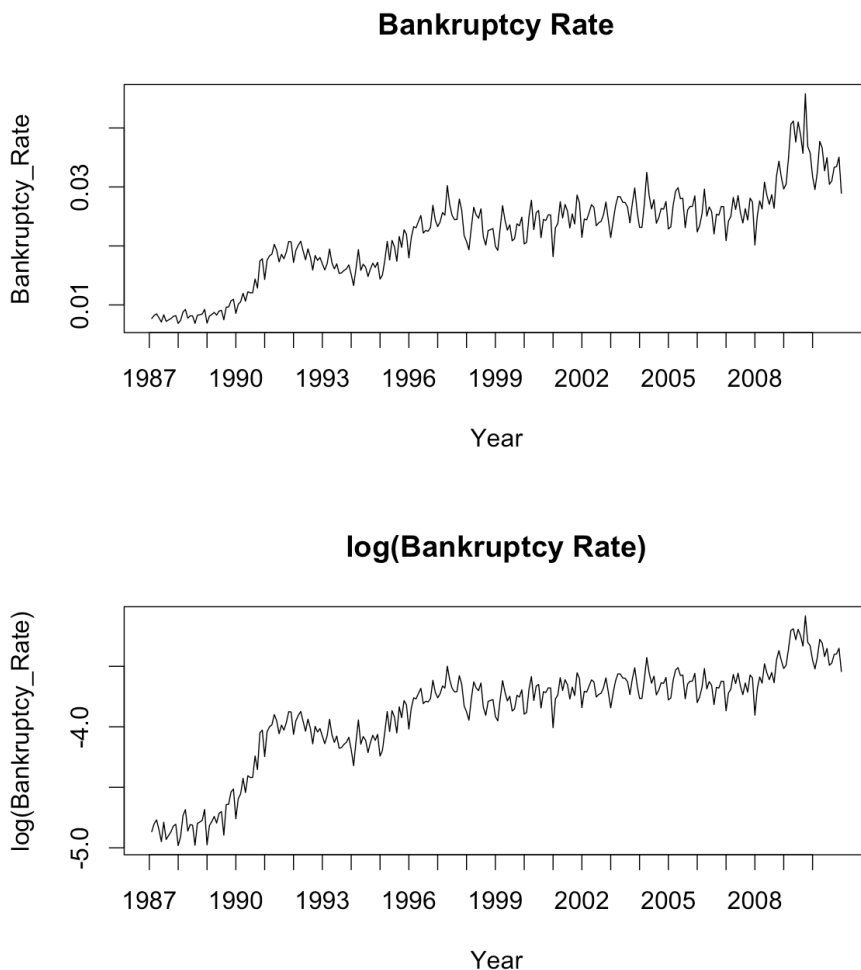 Bankruptcy Rate
Bankruptcy_Rate
0.03
0.01
1987 1990 1993 1996 1999 2002 2005 2008
Year
log(Bankruptcy Rate)
log(Bankruptcy_Rate)
-4.0
-5.0
1987 1990 1993 1996 1999 2002 2005 2008
Year